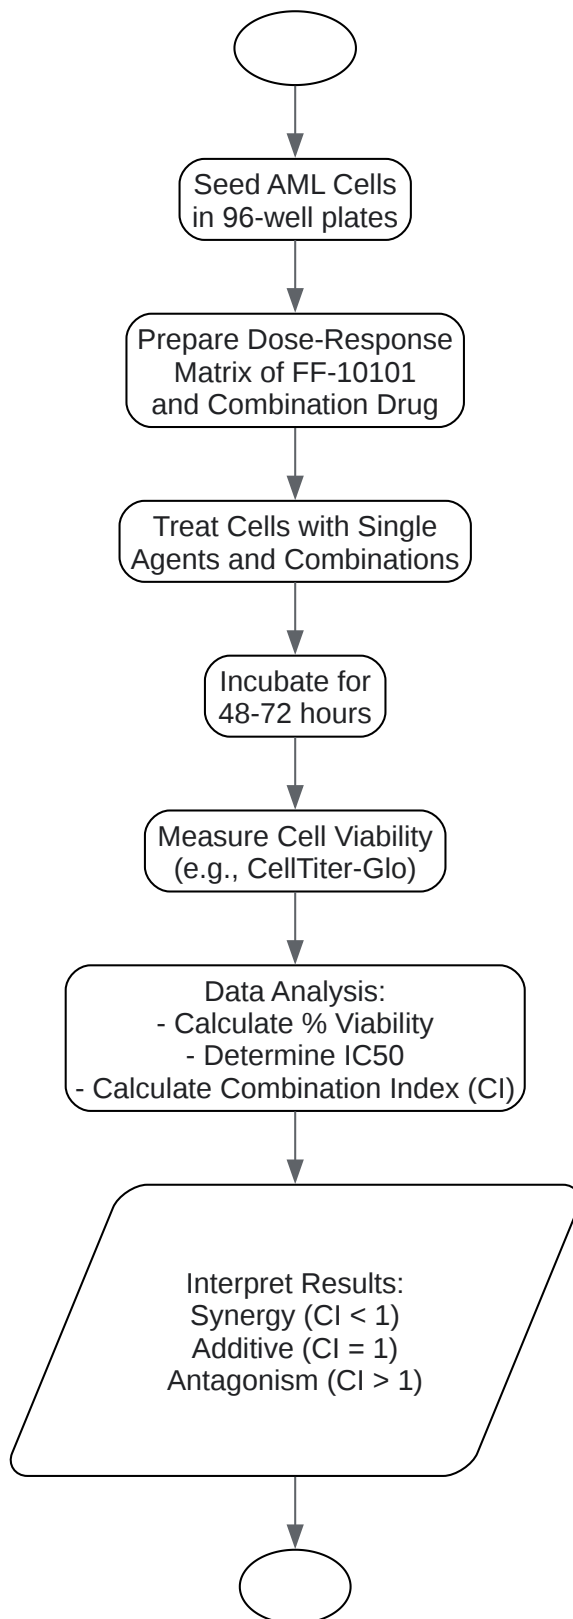 Seed AML Cells
in 96-well plates
Prepare Dose-Response
Matrix of FF-10101
and Combination Drug
Treat Cells with Single
Agents and Combinations
Incubate for
48-72 hours
Measure Cell Viability
(e.g., CellTiter-Glo)
Data Analysis:
- Calculate % Viability
- Determine IC50
- Calculate Combination Index (CI)
Interpret Results:
Synergy (CI < 1)
Additive (CI = 1)
Antagonism (CI > 1)